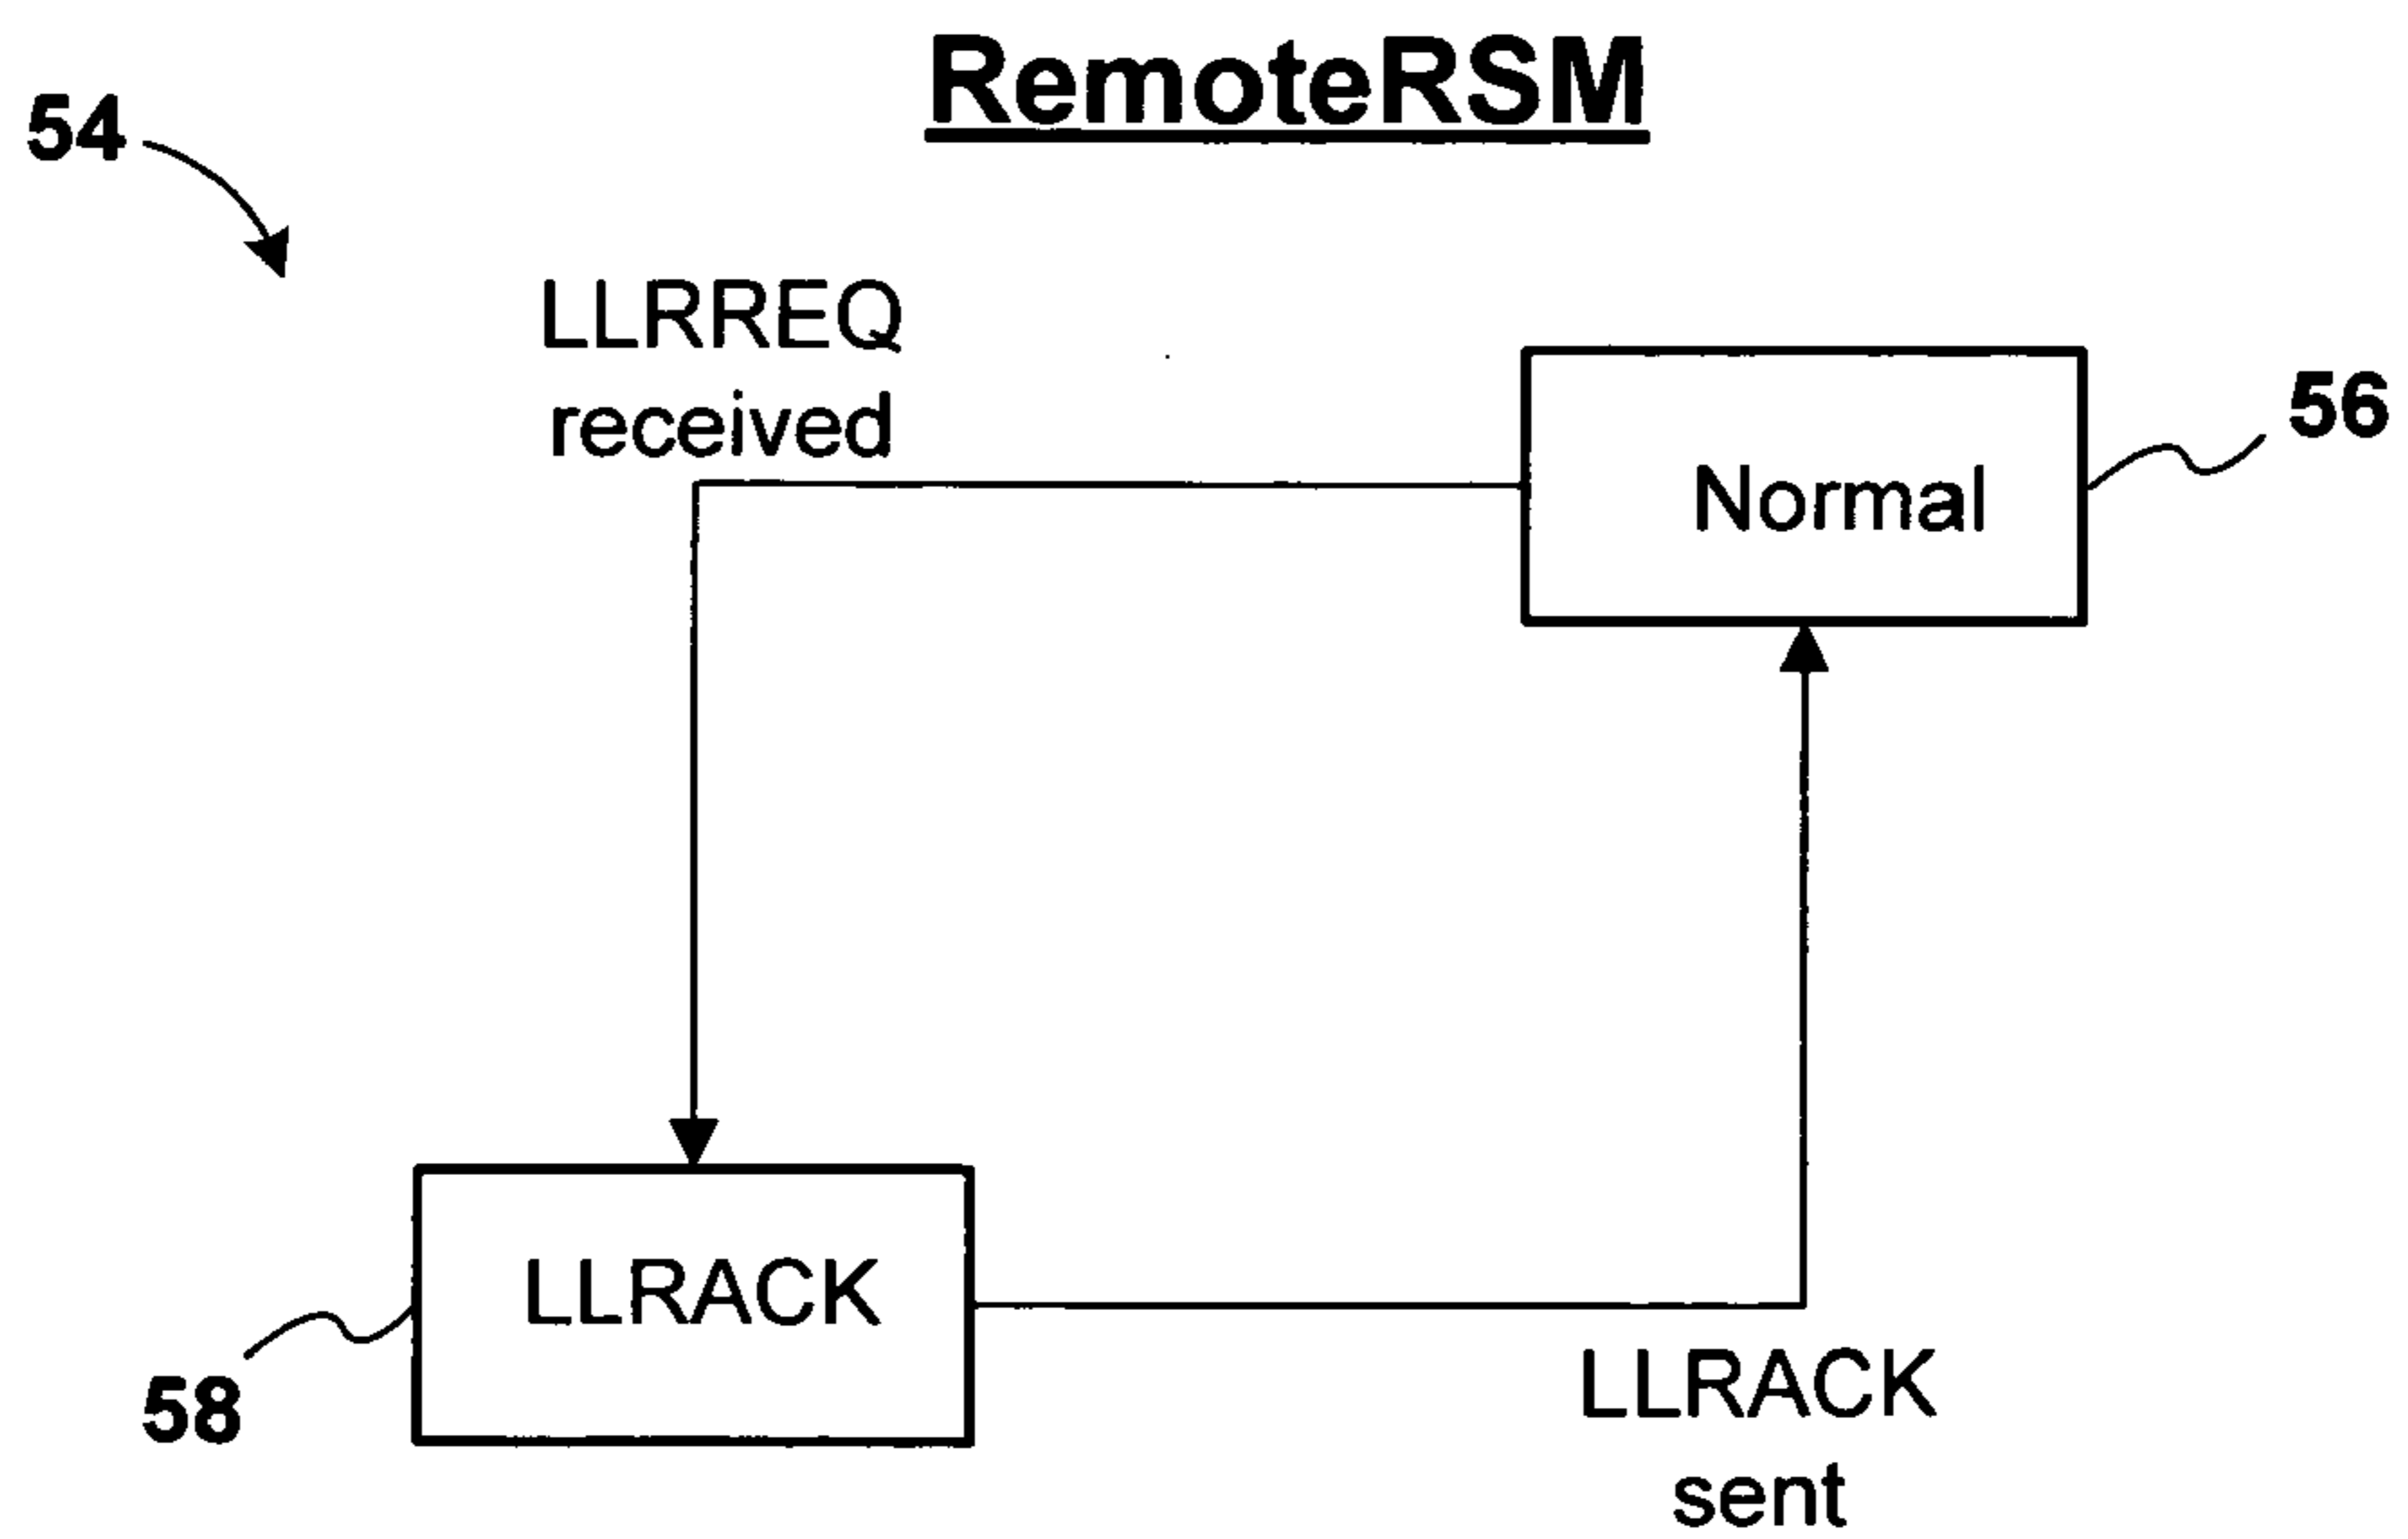 RemoteRSM
54
LLRREQ
received
56
Normal
LLRACK
58
LLRACK
sent